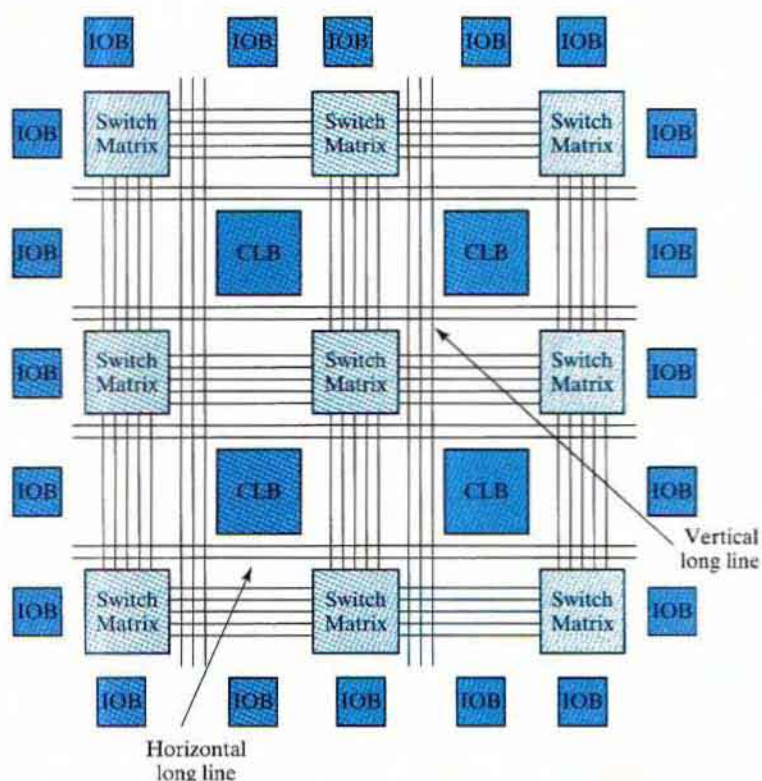 IOB IOB IOB IOB IOB
IOB Switch Matrix Switch Matrix Switch Matrix IOB
IOB CLB CLB IOB
IOB Switch Matrix Switch Matrix Switch Matrix IOB
IOB CLB CLB IOB
Vertical
long line
IOB Switch Matrix Switch Matrix Switch Matrix IOB
IOB IOB IOB IOB IOB
Horizontal
long line